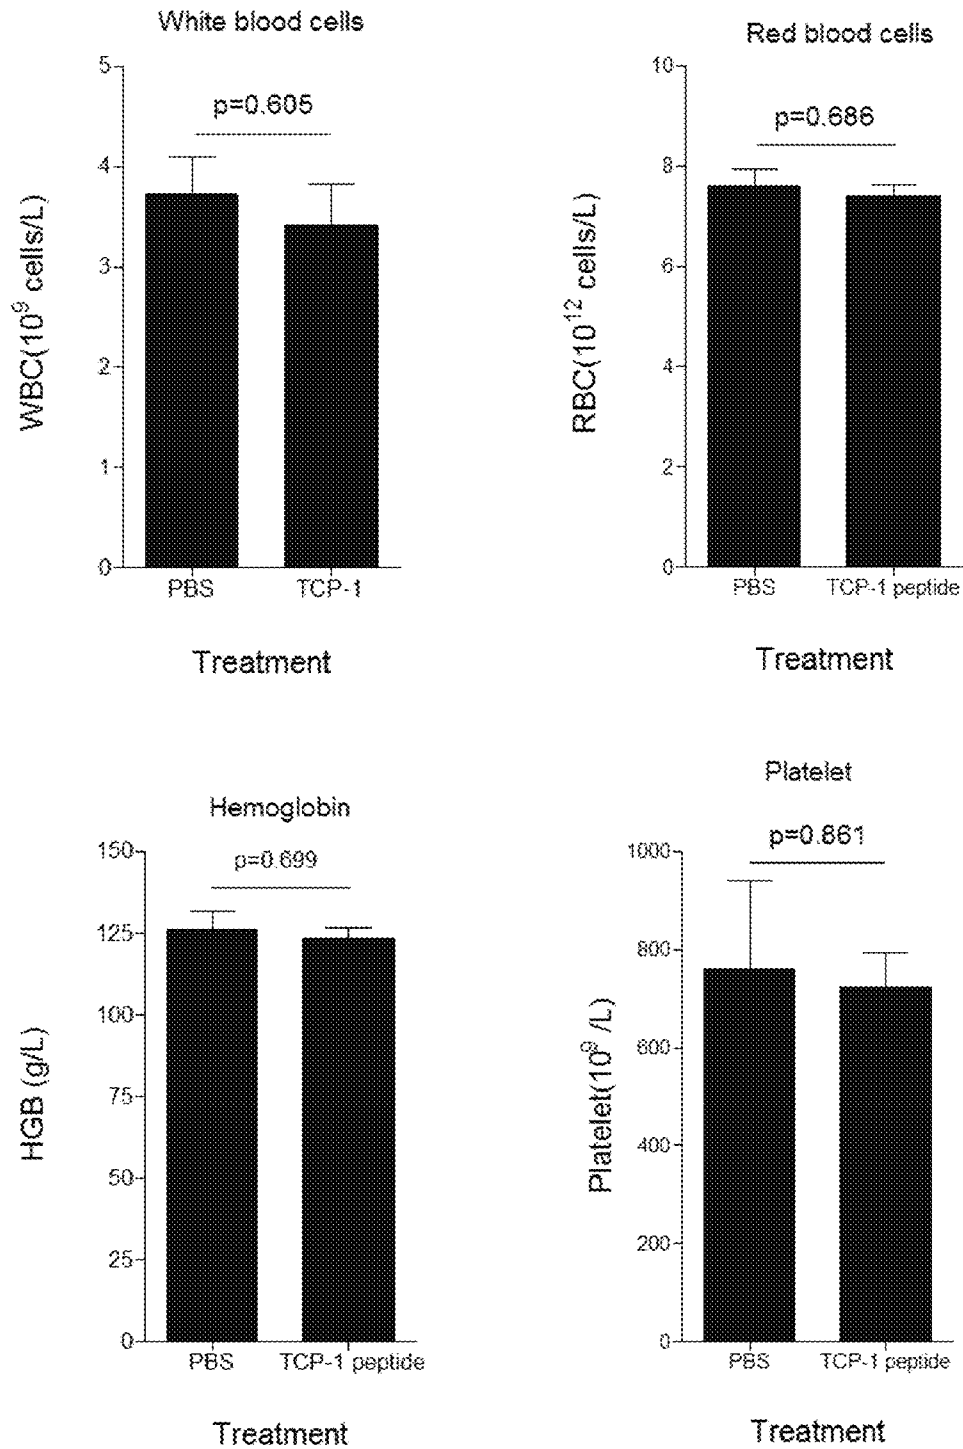 White blood cells
5
4
3
2
1
0
WBC(10⁹ cells/L)
p=0.605
PBS
TCP-1
Treatment
Red blood cells
10
8
6
4
2
0
RBC(10¹² cells/L)
p=0.686
PBS
TCP-1 peptide
Treatment
Hemoglobin
150
125
100
75
50
25
0
HGB (g/L)
p=0.699
PBS
TCP-1 peptide
Treatment
Platelet
1000
800
600
400
200
0
Platelet(10⁹ /L)
p=0.861
PBS
TCP-1 peptide
Treatment